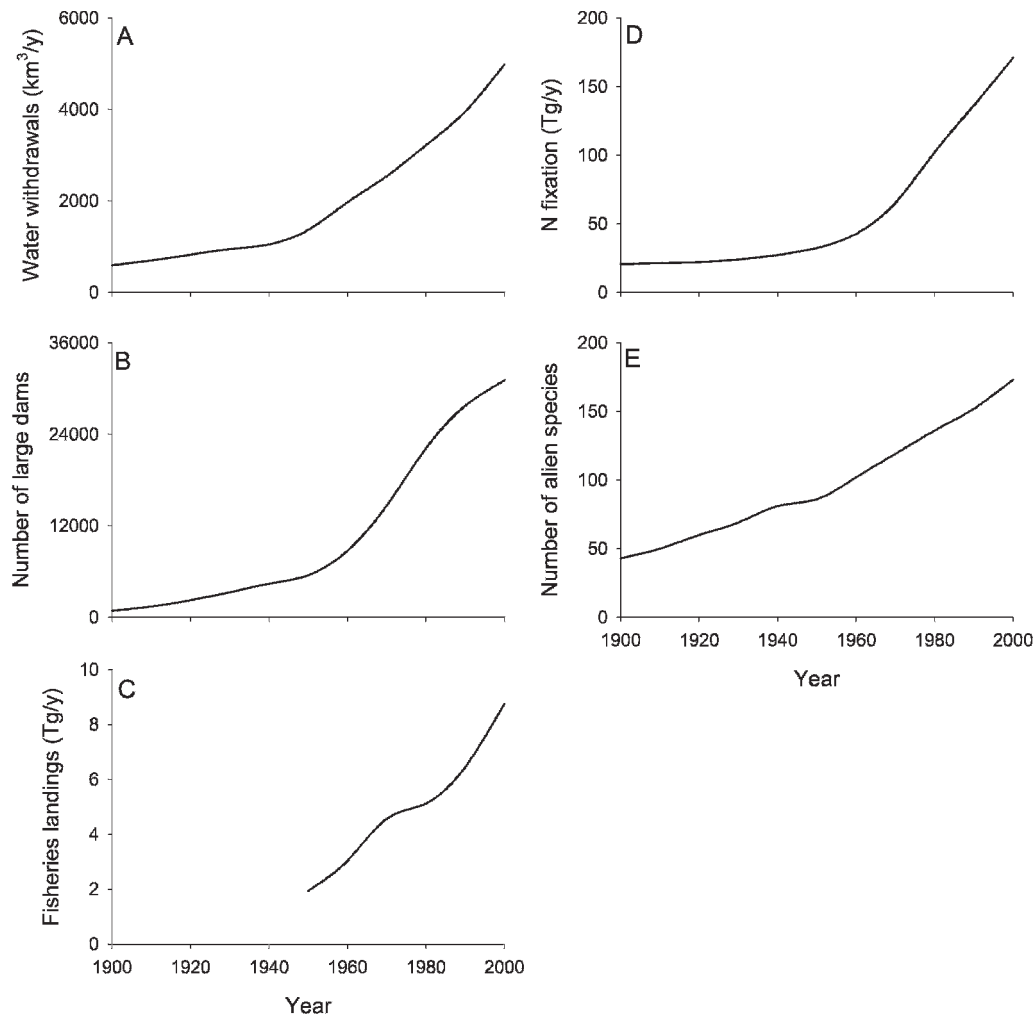 A
Water withdrawals (km³/y)
6000
4000
2000
0
B
Number of large dams
36000
24000
12000
0
C
Fisheries landings (Tg/y)
10
8
6
4
2
0
1900 1920 1940 1960 1980 2000
Year
D
N fixation (Tg/y)
200
150
100
50
0
E
Number of alien species
200
150
100
50
0
1900 1920 1940 1960 1980 2000
Year